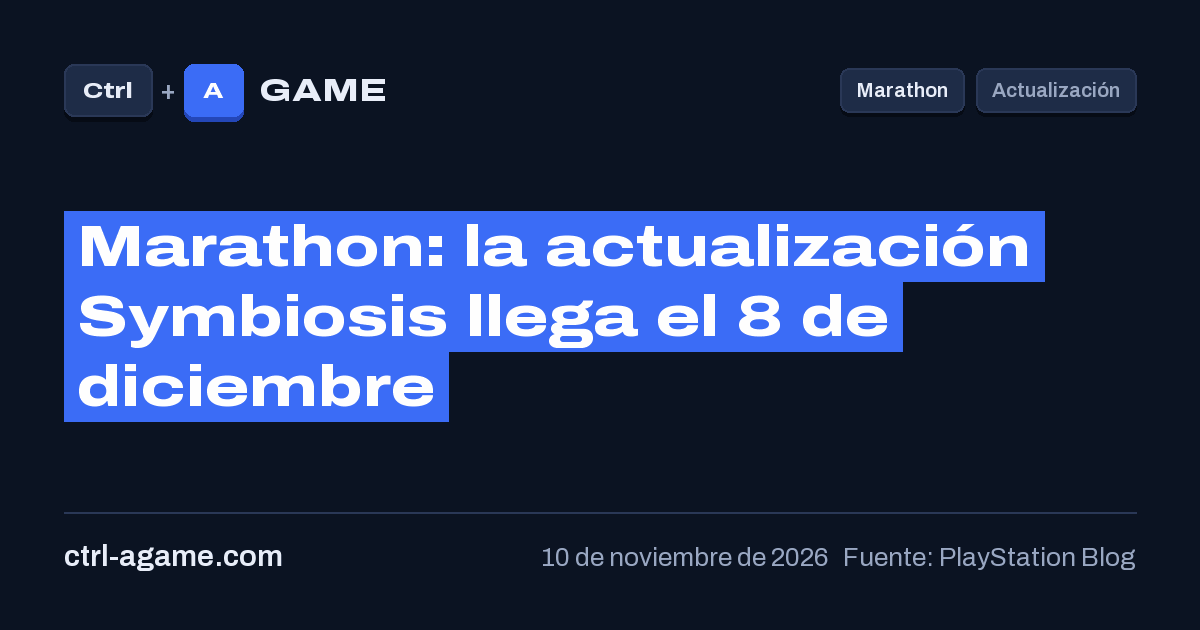 Ctrl + A GAME
Marathon Actualización
Marathon: la actualización
Symbiosis llega el 8 de
diciembre
ctrl-agame.com
10 de noviembre de 2026 Fuente: PlayStation Blog